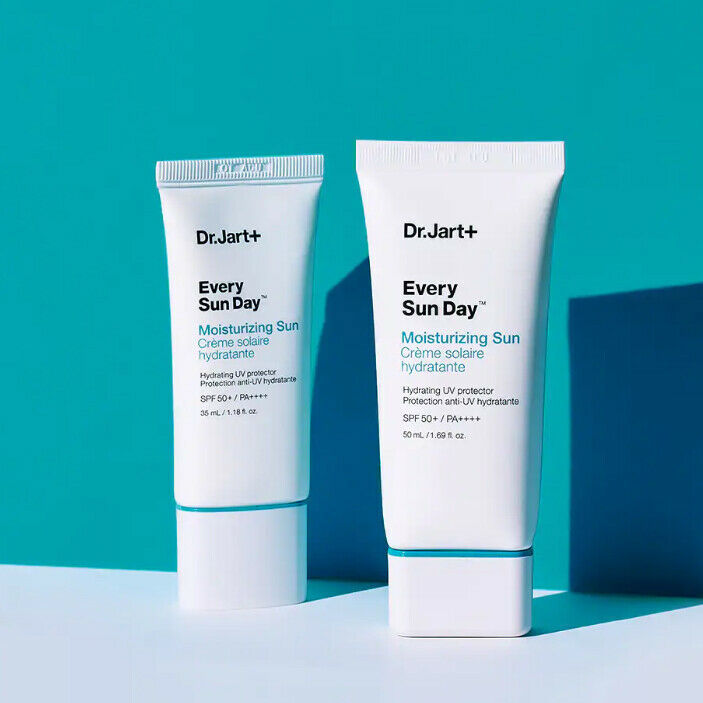 Dr.Jart+
Every
Sun Day™
Moisturizing Sun
Crème solaire
hydratante
Hydrating UV protector
Protection anti-UV hydratante
SPF 50+ / PA++++
35 mL / 1.18 fl. oz.
Dr.Jart+
Every
Sun Day™
Moisturizing Sun
Crème solaire
hydratante
Hydrating UV protector
Protection anti-UV hydratante
SPF 50+ / PA++++
50 mL / 1.69 fl. oz.